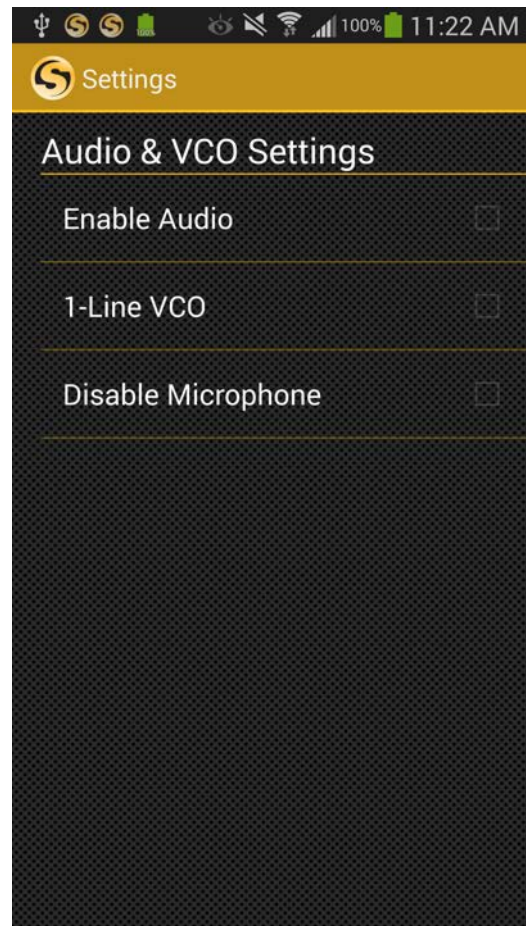 100% 11:22 AM
Settings
Audio & VCO Settings
Enable Audio
1-Line VCO
Disable Microphone